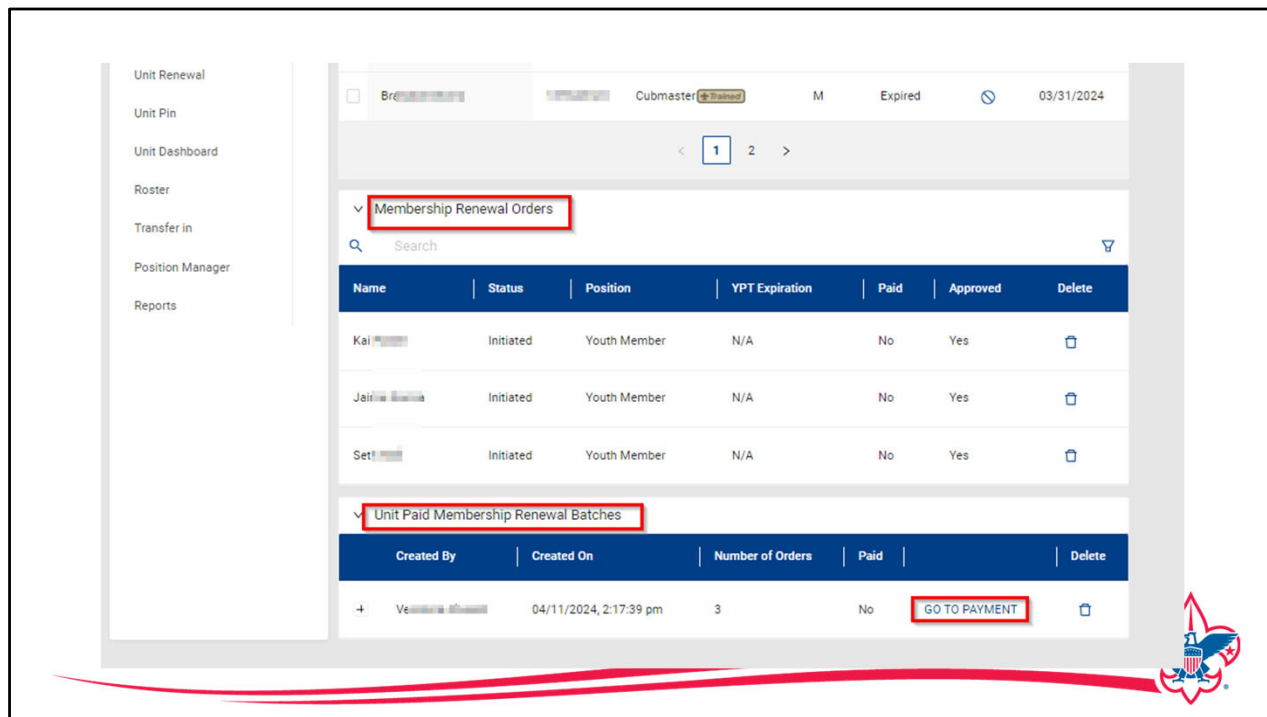 Unit Renewal
Unit Pin
Unit Dashboard
Roster
Transfer in
Position Manager
Reports
Cubmaster Trained M Expired 03/31/2024
< 1 2 >
Membership Renewal Orders
Search
Name Status Position YPT Expiration Paid Approved Delete
Kai Initiated Youth Member N/A No Yes
Initiated Youth Member N/A No Yes
Initiated Youth Member N/A No Yes
Unit Paid Membership Renewal Batches
Created By Created On Number of Orders Paid Delete
+ 04/11/2024, 2:17:39 pm 3 No GO TO PAYMENT